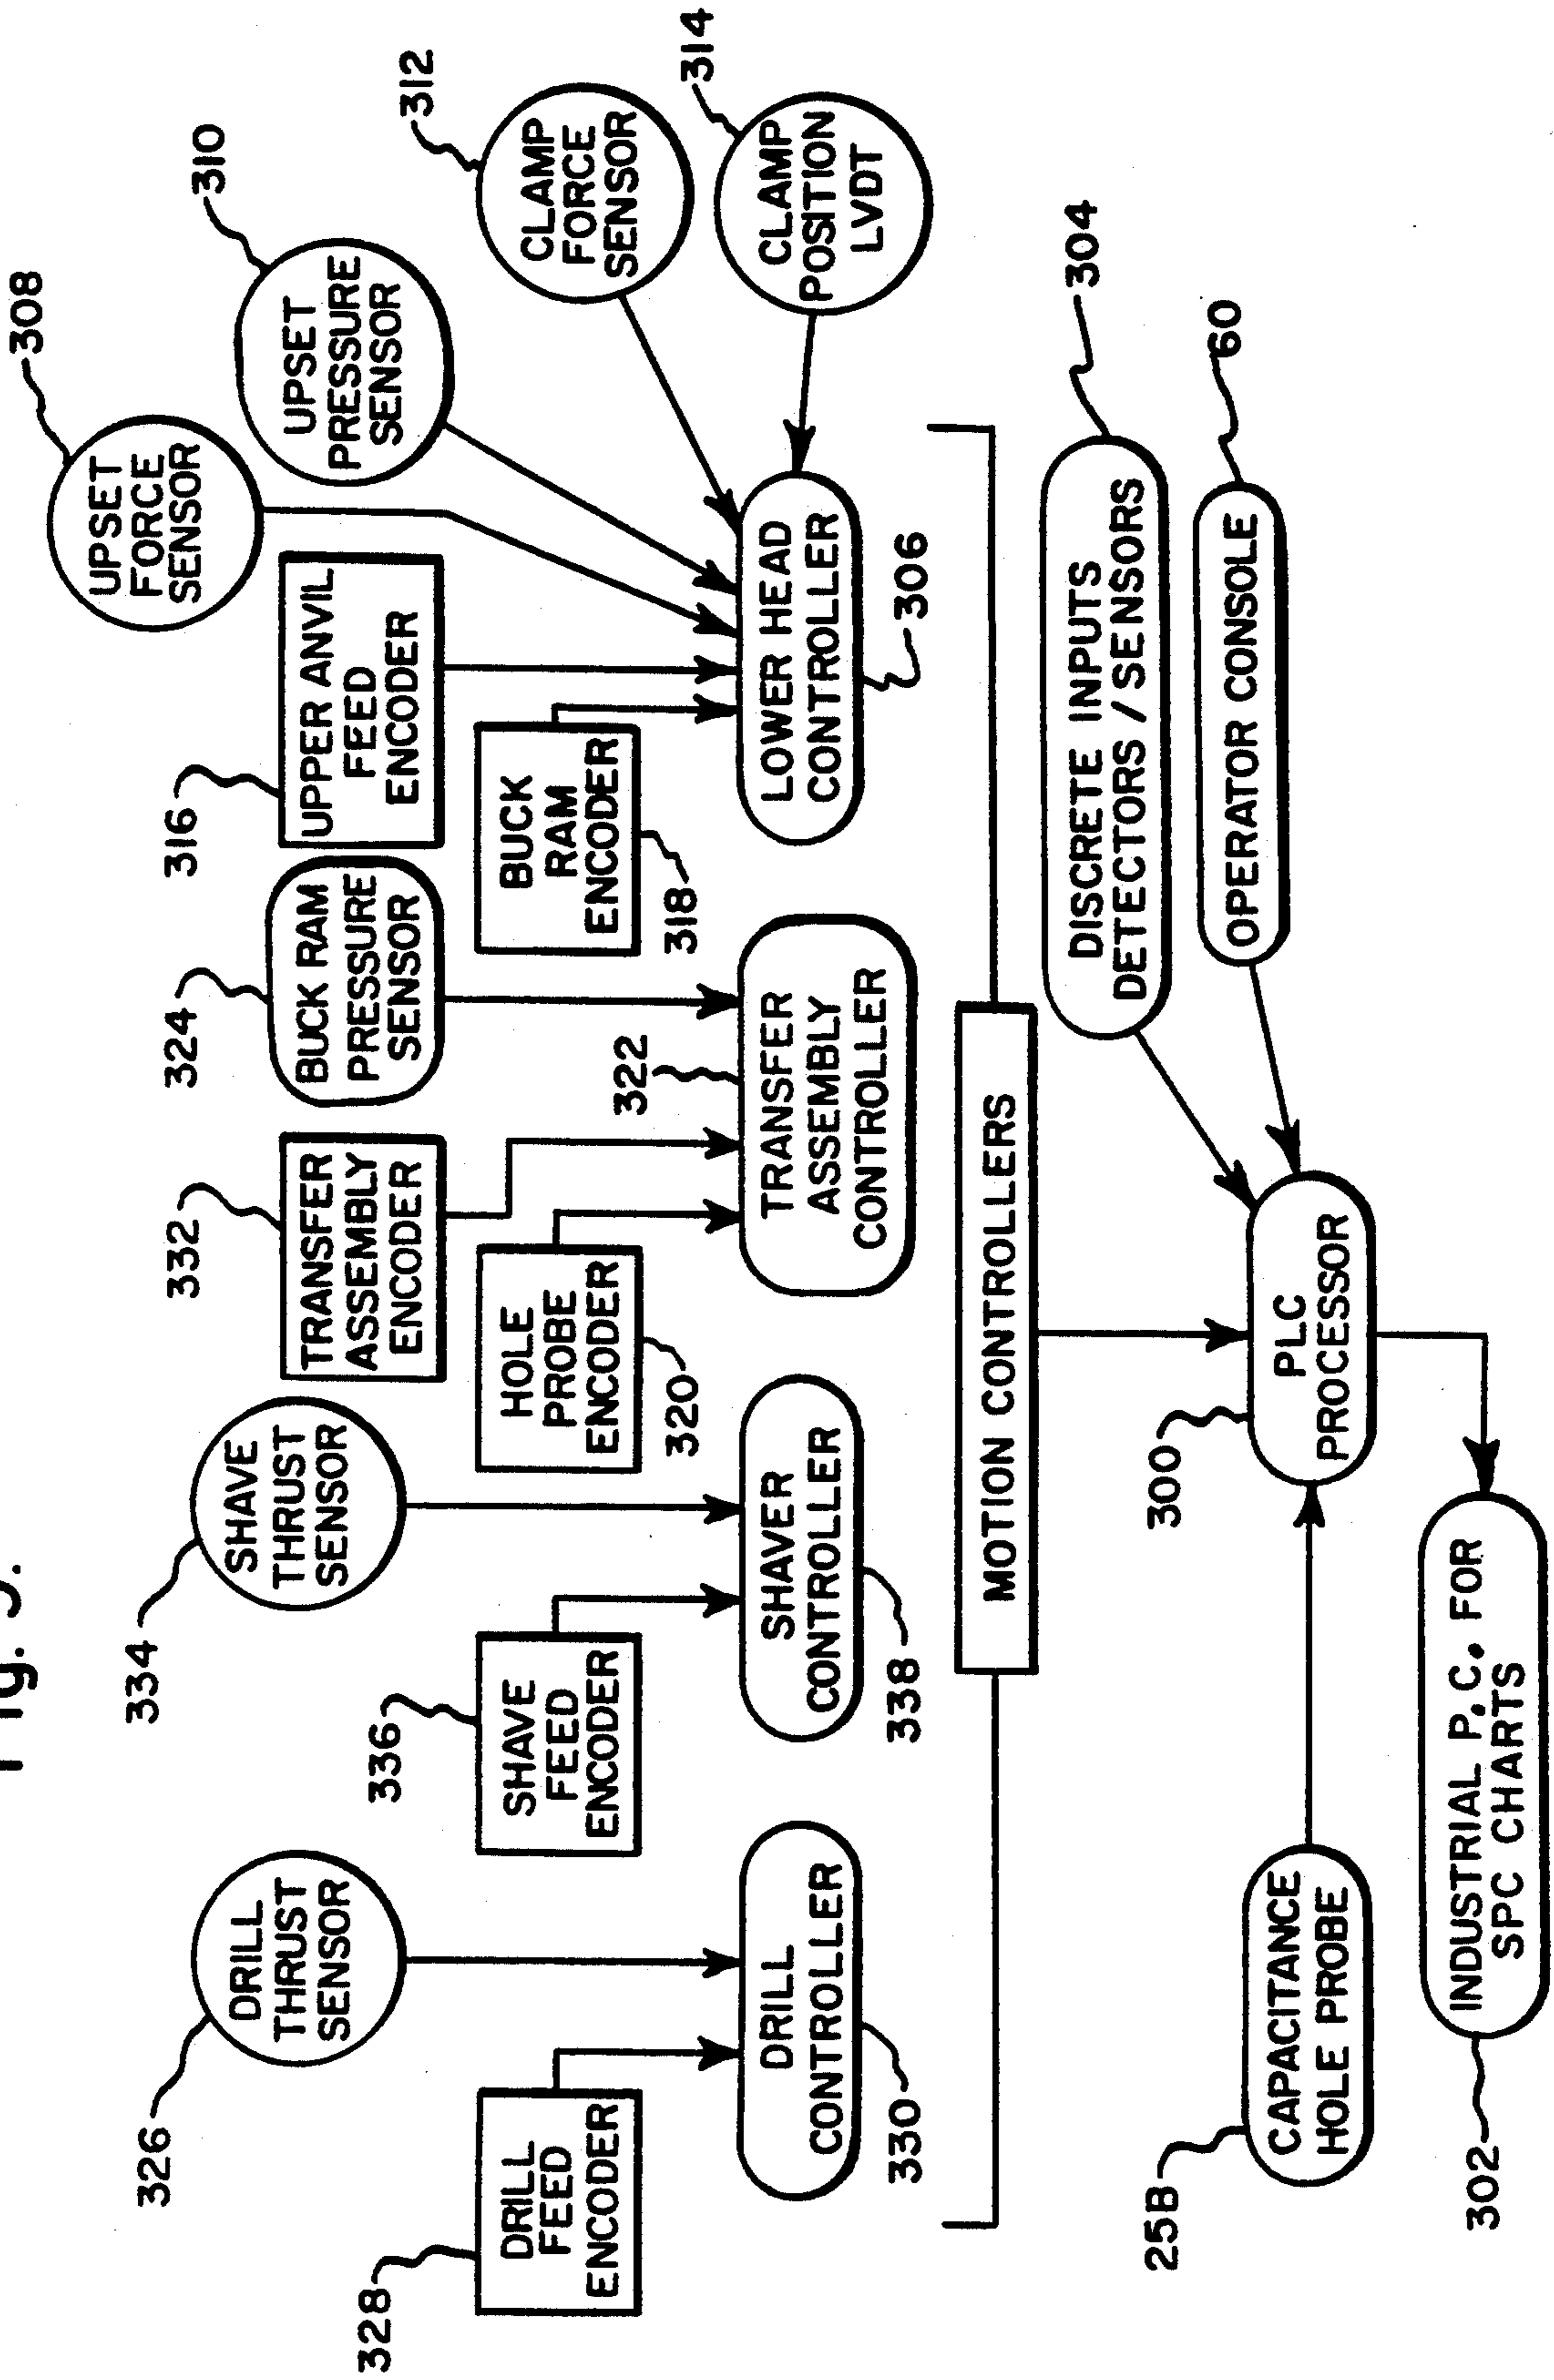 Fig. 9.
308
UPSET
FORCE
SENSOR
310
UPSET
PRESSURE
SENSOR
312
CLAMP
FORCE
SENSOR
314
CLAMP
POSITION
LVDT
326
DRILL
THRUST
SENSOR
334
SHAVE
THRUST
SENSOR
332
TRANSFER
ASSEMBLY
ENCODER
324
BUCK RAM
PRESSURE
SENSOR
316
UPPER ANVIL
FEED
ENCODER
328
DRILL
FEED
ENCODER
336
SHAVE
FEED
ENCODER
HOLE
PROBE
ENCODER
320
BUCK
RAM
ENCODER
318
DRILL
CONTROLLER
330
SHAVER
CONTROLLER
338
322
TRANSFER
ASSEMBLY
CONTROLLER
LOWER HEAD
CONTROLLER
306
MOTION CONTROLLERS
304
DISCRETE INPUTS
DETECTORS / SENSORS
60
OPERATOR CONSOLE
25B
CAPACITANCE
HOLE PROBE
300
PLC
PROCESSOR
302
INDUSTRIAL P.C. FOR
SPC CHARTS